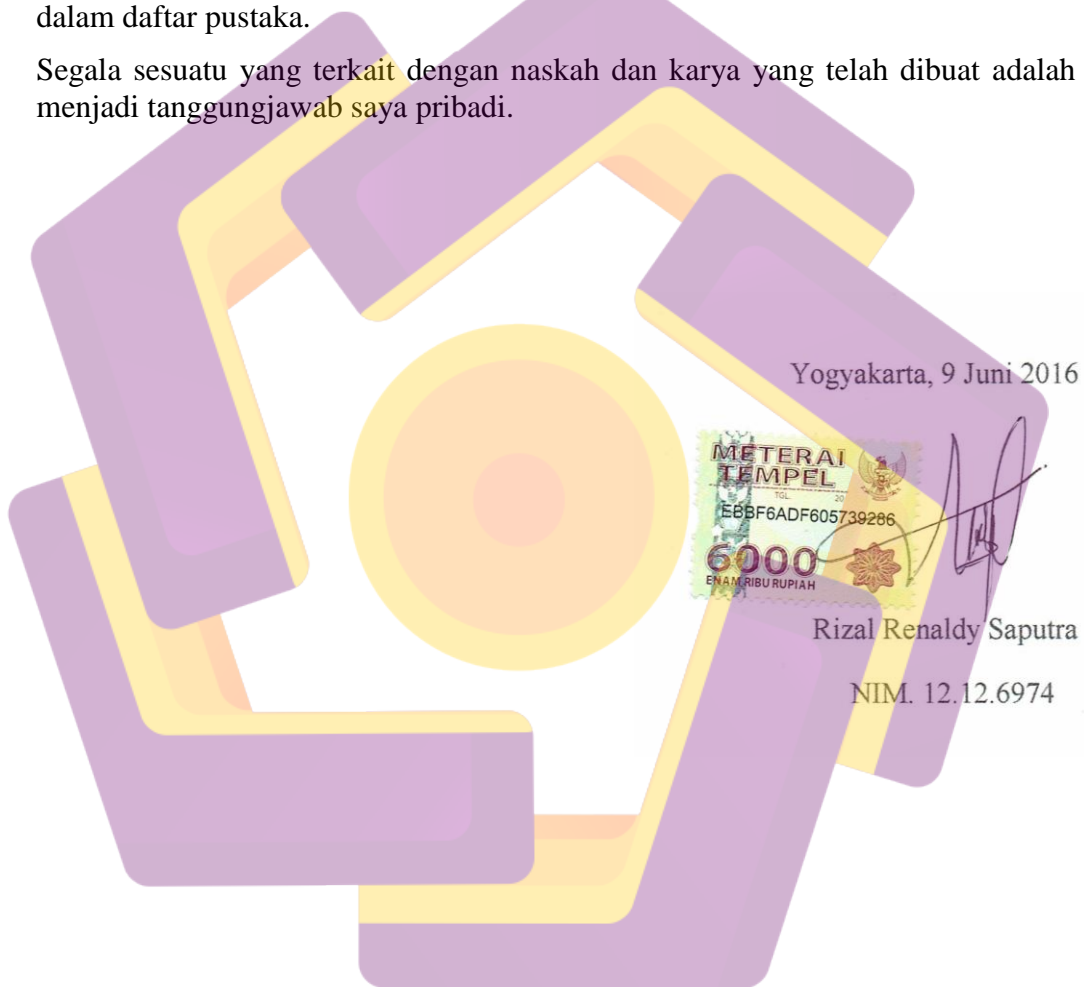 dalam daftar pustaka.
Segala sesuatu yang terkait dengan naskah dan karya yang telah dibuat adalah
menjadi tanggungjawab saya pribadi.
Yogyakarta, 9 Juni 2016
METERAI
TEMPEL
TGL. 20
EBBF6ADF605739286
6000
ENAM RIBU RUPIAH
Rizal Renaldy Saputra
NIM. 12.12.6974